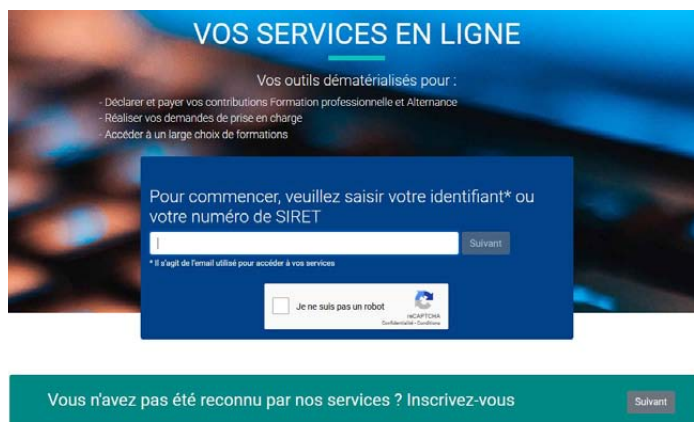 VOS SERVICES EN LIGNE
Vos outils dématérialisés pour :
- Déclarer et payer vos contributions Formation professionnelle et Alternance
- Réaliser vos demandes de prise en charge
- Accéder à un large choix de formations
Pour commencer, veuillez saisir votre identifiant* ou
votre numéro de SIRET
Suivant
* Il s'agit de l'email utilisé pour accéder à vos services
Je ne suis pas un robot
reCAPTCHA
Confidentialité - Conditions
Vous n'avez pas été reconnu par nos services ? Inscrivez-vous
Suivant